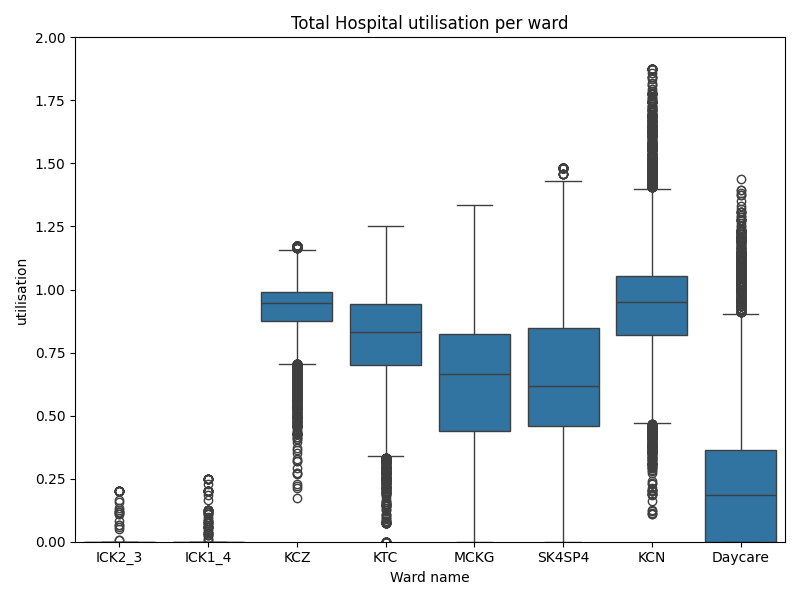 Total Hospital utilisation per ward
2.00
1.75
1.50
1.25
1.00
0.75
0.50
0.25
0.00
utilisation
ICK2_3 ICK1_4 KCZ KTC MCKG SK4SP4 KCN Daycare
Ward name